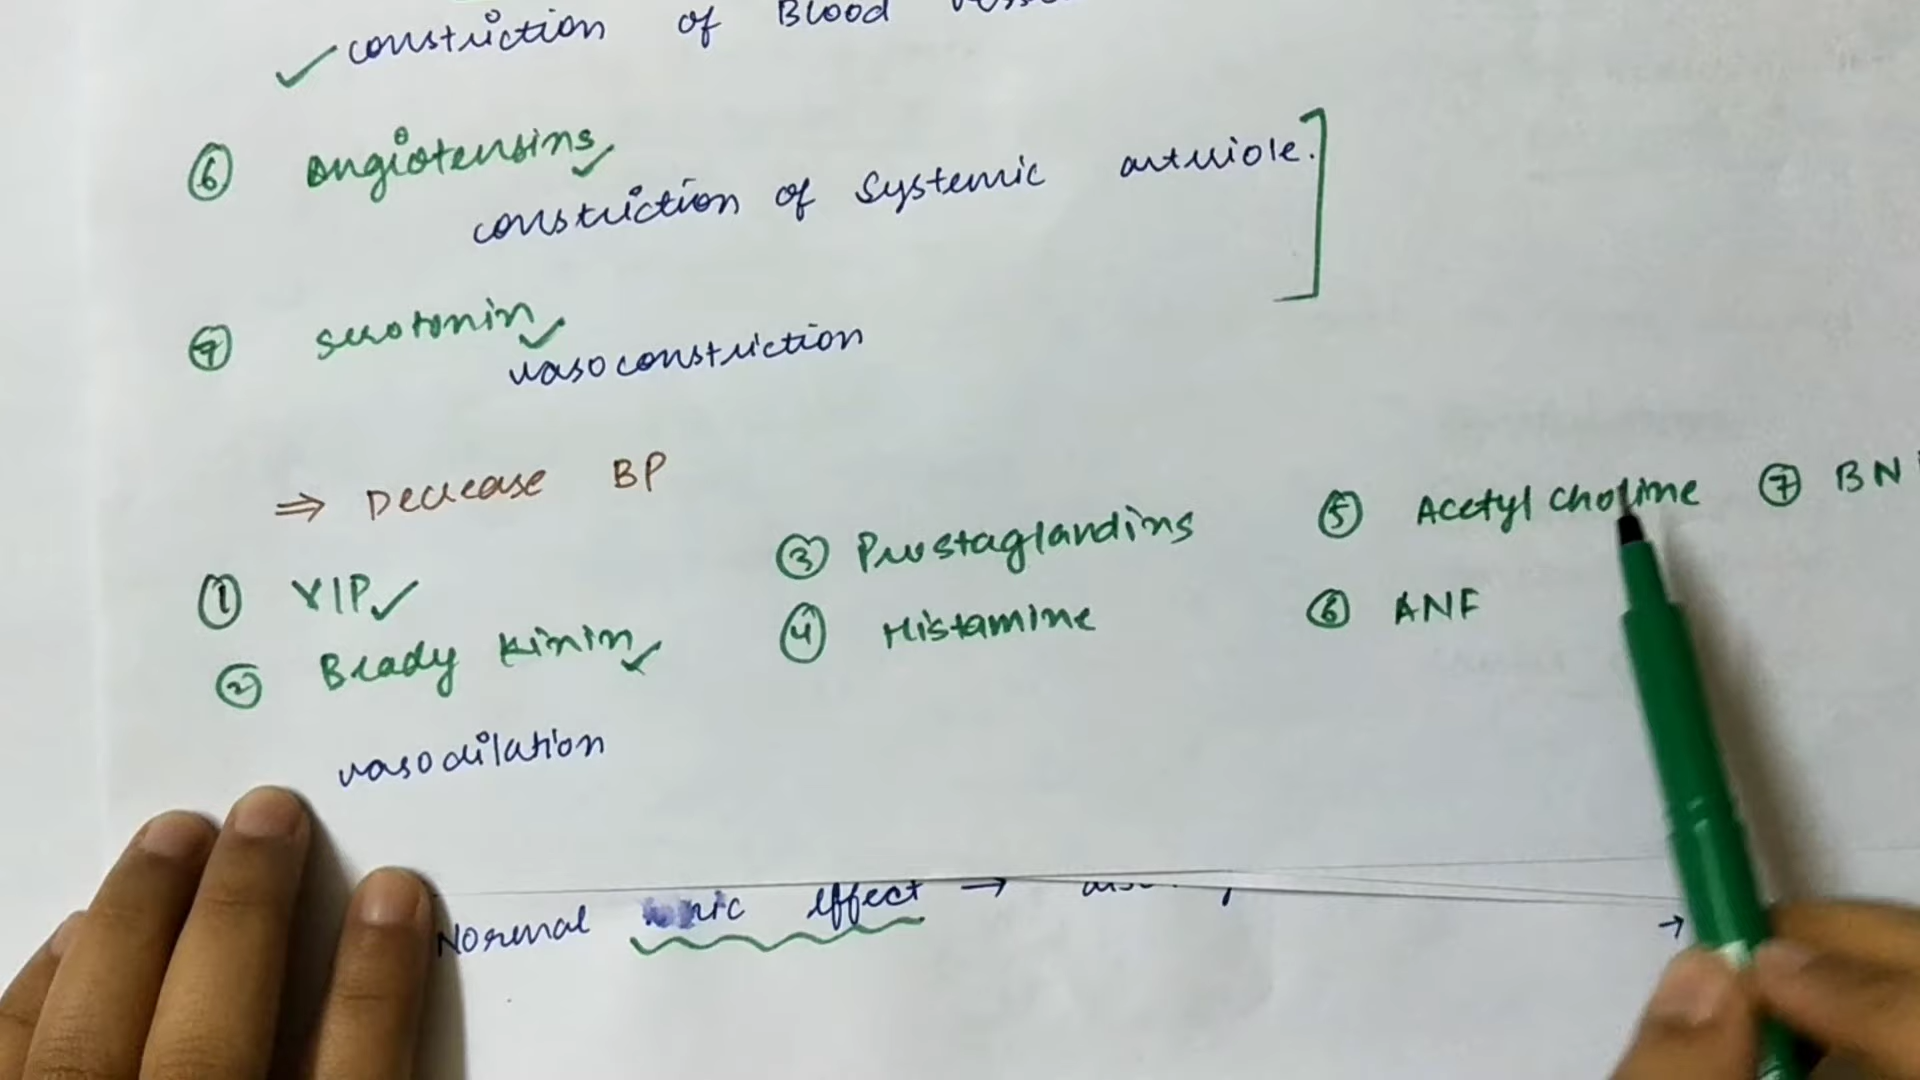 construction of Blood
⑥ angiotensins
constriction of systemic arteriole.
⑦ serotonin
vasoconstriction
⇒ Decrease BP
① VIP
② Brady kinin
③ Prostaglandins
④ Histamine
⑤ Acetyl choline
⑥ ANF
⑦ BN
vasodilation
Normal effect →
→